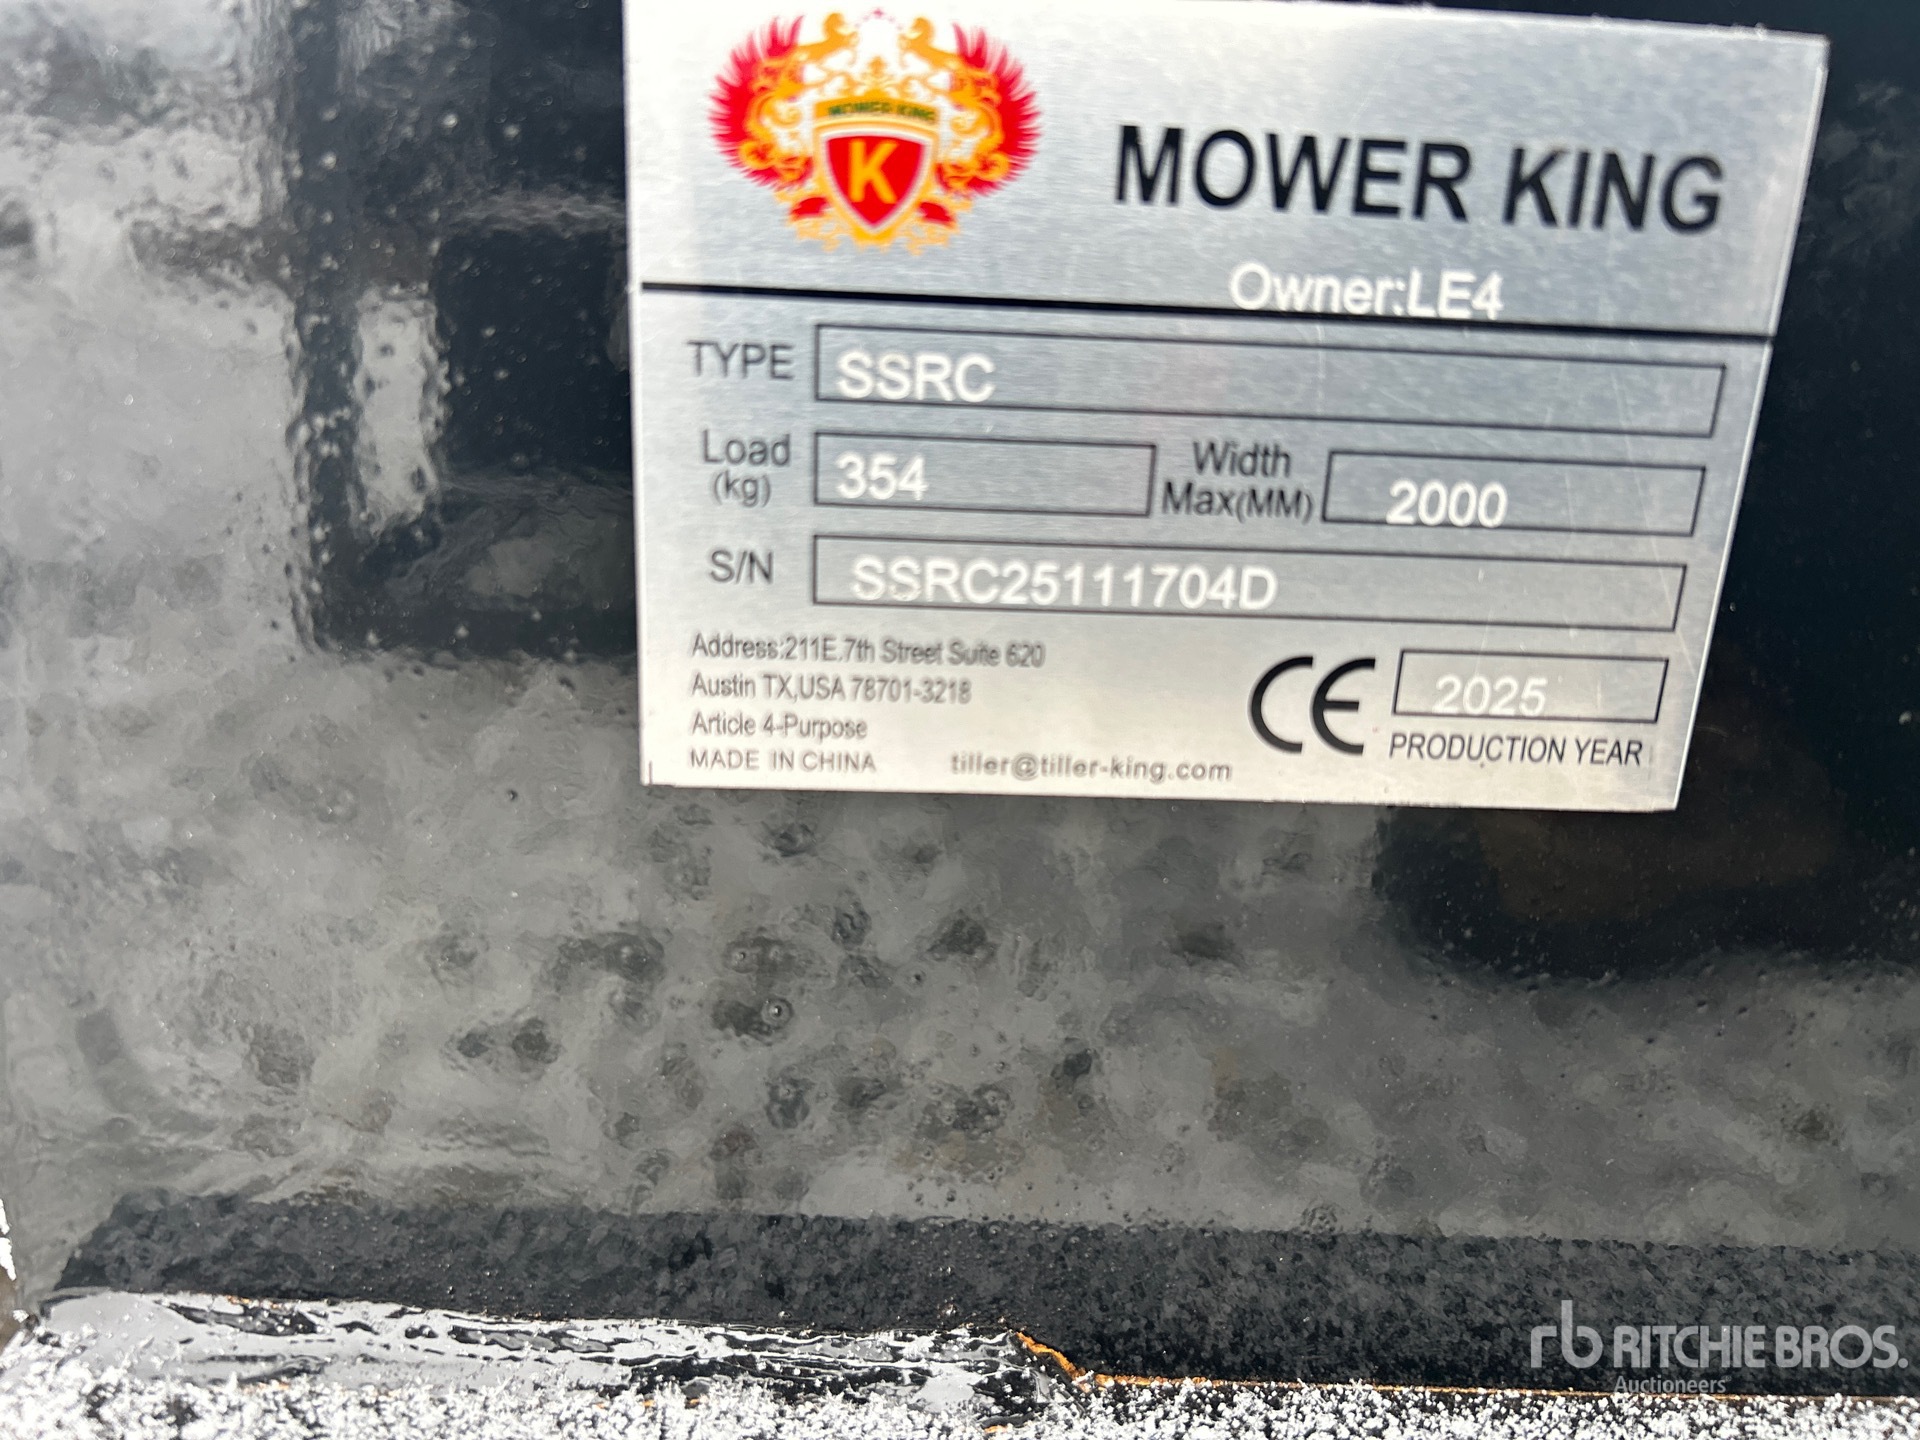 MOWER KING
K
MOWER KING
Owner:LE4
TYPE SSRC
Load (kg) 354 Width Max(MM) 2000
S/N SSRC25111704D
Address:211E.7th Street Suite 620
Austin TX,USA 78701-3218
Article 4-Purpose
MADE IN CHINA tiller@tiller-king.com
CE 2025
PRODUCTION YEAR
rb RITCHIE BROS.
Auctioneers